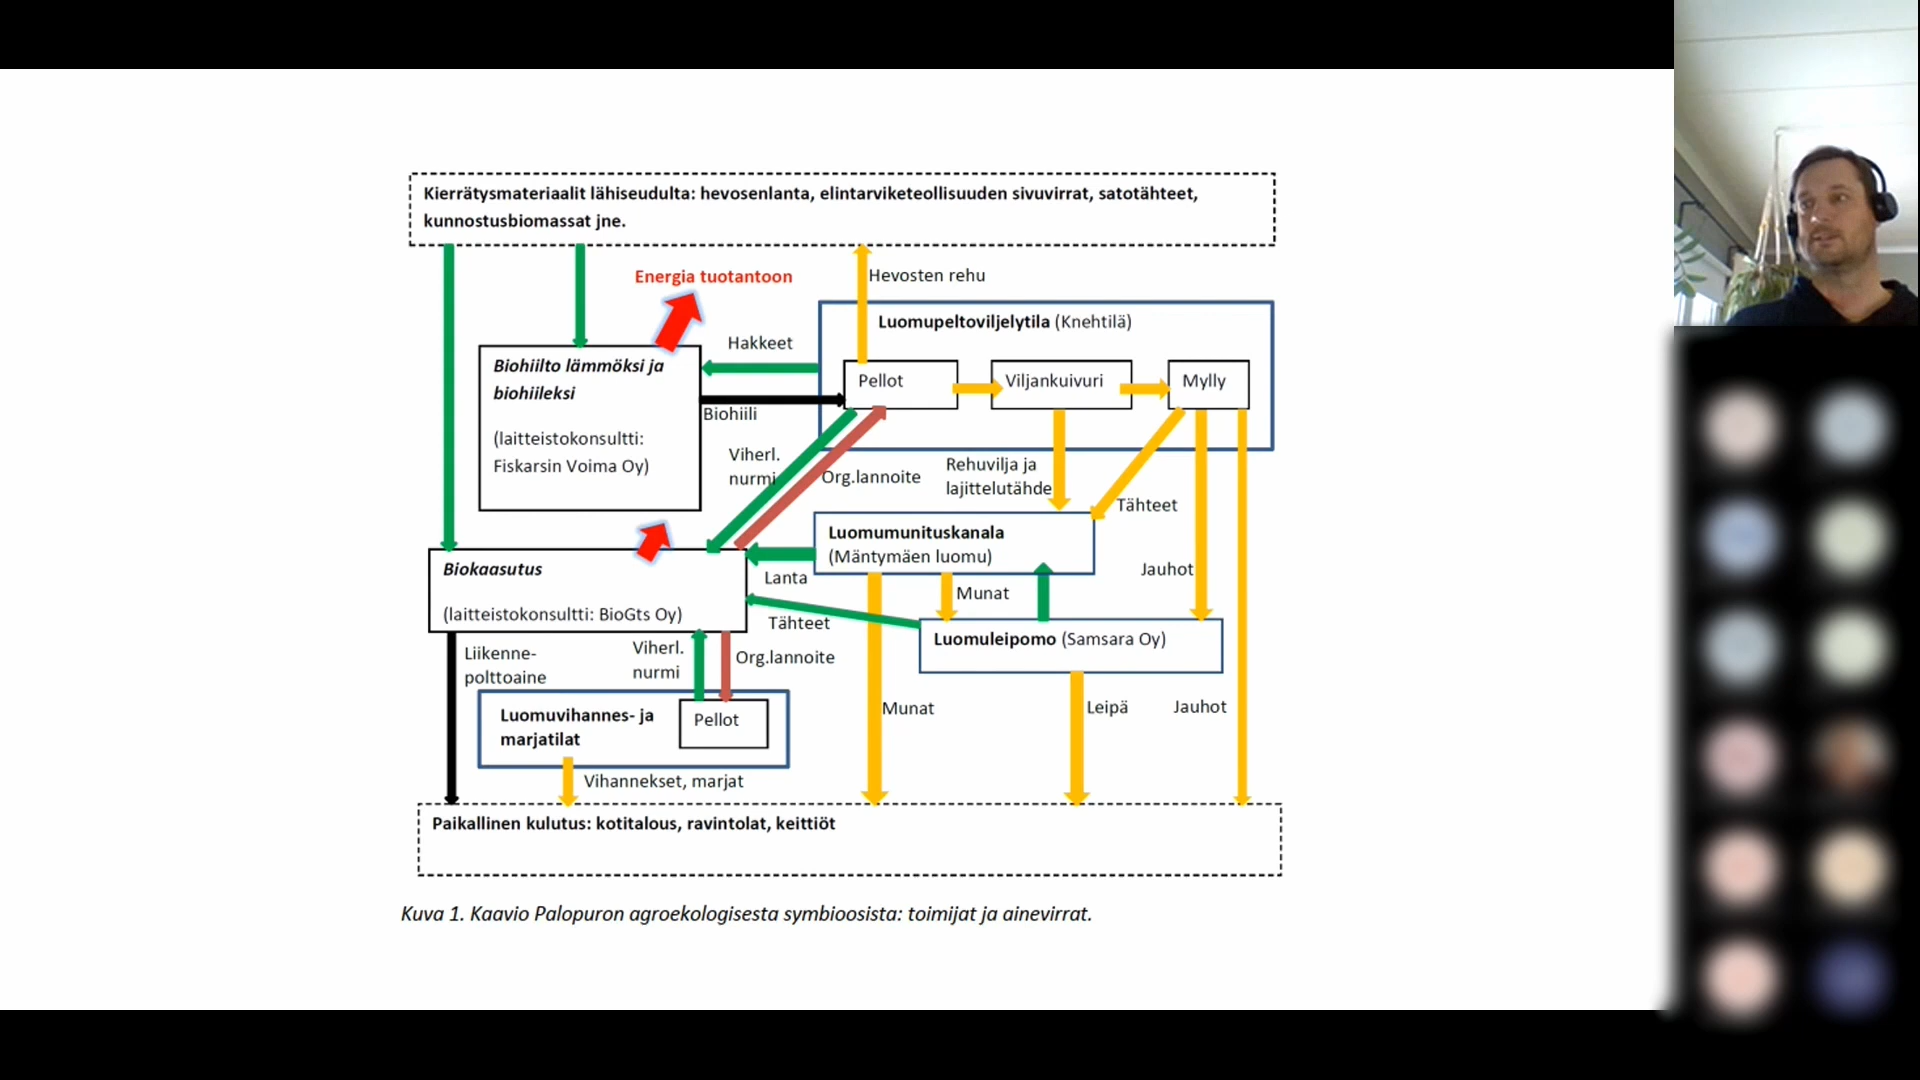 Kierrätysmateriaalit lähiseudulta: hevosenlanta, elintarviketeollisuuden sivuvirrat, satotähteet,
kunnostusbiomassat jne.
Energia tuotantoon
Hevosten rehu
Luomupeltoviljelytila (Knehtilä)
Hakkeet
Biohiilto lämmöksi ja
biohiileksi
(laitteistokonsultti:
Fiskarsin Voima Oy)
Pellot
Viljankuivuri
Mylly
Biohiili
Viherl.
nurmi
Org.lannoite
Rehuvilja ja
lajittelutähde
Tähteet
Luomumunituskanala
(Mäntymäen luomu)
Biokaasutus
(laitteistokonsultti: BioGts Oy)
Lanta
Munat
Jauhot
Tähteet
Luomuleipomo (Samsara Oy)
Liikenne-
polttoaine
Viherl.
nurmi
Org.lannoite
Luomuvihannes- ja
marjatilat
Pellot
Munat
Leipä
Jauhot
Vihannekset, marjat
Paikallinen kulutus: kotitalous, ravintolat, keittiöt
Kuva 1. Kaavio Palopuron agroekologisesta symbioosista: toimijat ja ainevirrat.